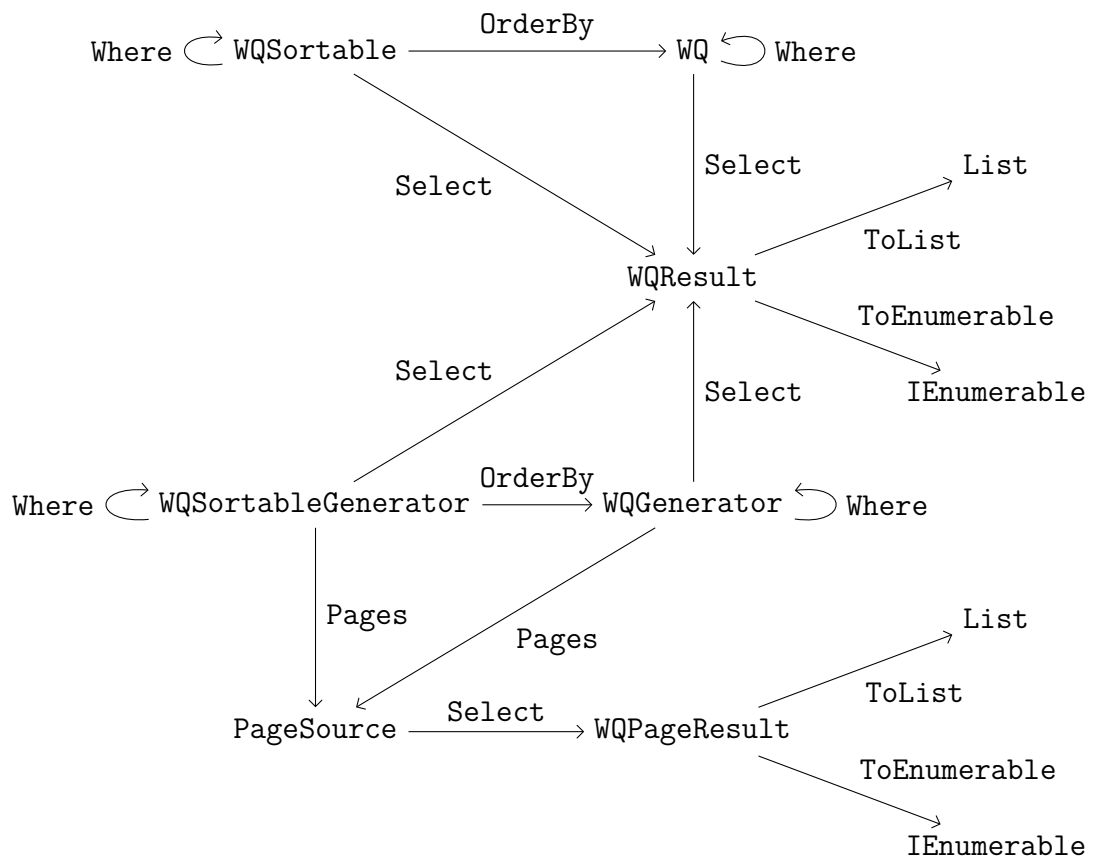 OrderBy
Where WQSortable WQ Where
Select List
Select
ToList
WQResult
ToEnumerable
Select
Select IEnumerable
OrderBy
Where WQSortableGenerator WQGenerator Where
Pages List
Pages
ToList
Select
PageSource WQPageResult
ToEnumerable
IEnumerable